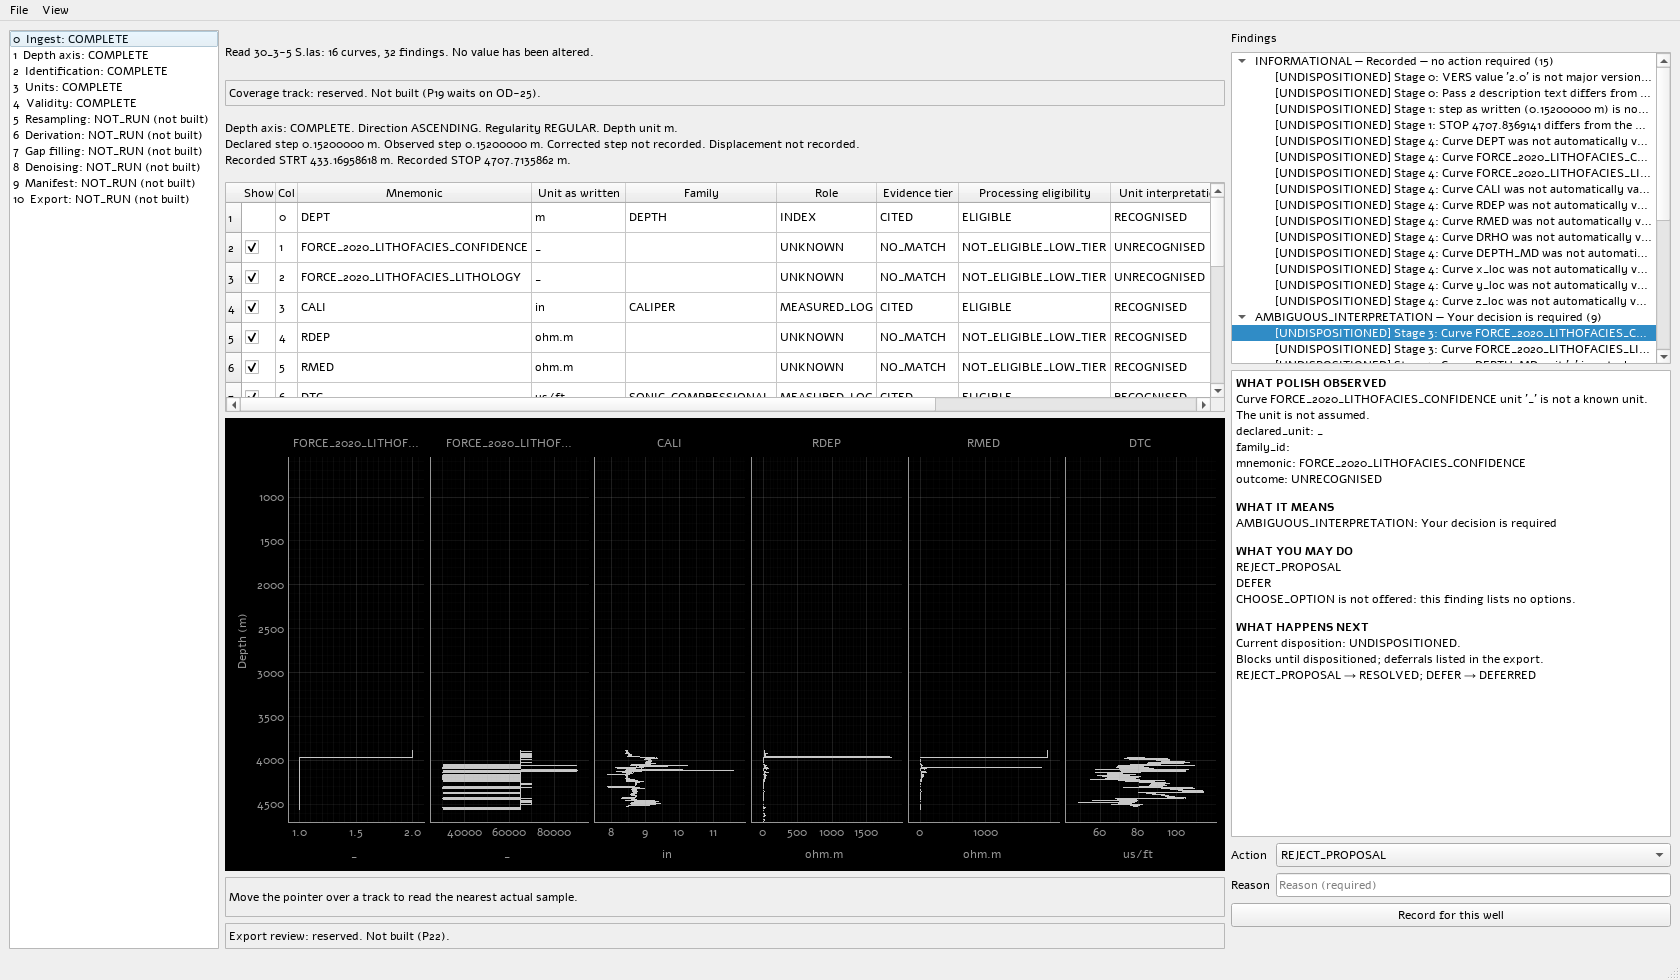 File View
0 Ingest: COMPLETE
1 Depth axis: COMPLETE
2 Identification: COMPLETE
3 Units: COMPLETE
4 Validity: COMPLETE
5 Resampling: NOT_RUN (not built)
6 Derivation: NOT_RUN (not built)
7 Gap filling: NOT_RUN (not built)
8 Denoising: NOT_RUN (not built)
9 Manifest: NOT_RUN (not built)
10 Export: NOT_RUN (not built)
Read 30_3-5 S.las: 16 curves, 32 findings. No value has been altered.
Coverage track: reserved. Not built (P19 waits on OD-25).
Depth axis: COMPLETE. Direction ASCENDING. Regularity REGULAR. Depth unit m.
Declared step 0.15200000 m. Observed step 0.15200000 m. Corrected step not recorded. Displacement not recorded.
Recorded STRT 433.16958618 m. Recorded STOP 4707.7135862 m.
Show Col Mnemonic Unit as written Family Role Evidence tier Processing eligibility Unit interpretati
1 0 DEPT m DEPTH INDEX CITED ELIGIBLE RECOGNISED
2 1 FORCE_2020_LITHOFACIES_CONFIDENCE _ UNKNOWN NO_MATCH NOT_ELIGIBLE_LOW_TIER UNRECOGNISED
3 2 FORCE_2020_LITHOFACIES_LITHOLOGY _ UNKNOWN NO_MATCH NOT_ELIGIBLE_LOW_TIER UNRECOGNISED
4 3 CALI in CALIPER MEASURED_LOG CITED ELIGIBLE RECOGNISED
5 4 RDEP ohm.m UNKNOWN NO_MATCH NOT_ELIGIBLE_LOW_TIER RECOGNISED
6 5 RMED ohm.m UNKNOWN NO_MATCH NOT_ELIGIBLE_LOW_TIER RECOGNISED
7 6 DTC us/ft SONIC_COMPRESSIONAL MEASURED_LOG CITED ELIGIBLE RECOGNISED
FORCE_2020_LITHOF... FORCE_2020_LITHOF... CALI RDEP RMED DTC
Depth (m)
1000
1500
2000
2500
3000
3500
4000
4500
1.0 1.5 2.0 40000 60000 80000 8 9 10 11 0 500 1000 1500 0 1000 60 80 100
_ _ in ohm.m ohm.m us/ft
Move the pointer over a track to read the nearest actual sample.
Export review: reserved. Not built (P22).
Findings
INFORMATIONAL — Recorded — no action required (15)
[UNDISPOSITIONED] Stage 0: VERS value '2.0' is not major version...
[UNDISPOSITIONED] Stage 0: Pass 2 description text differs from ...
[UNDISPOSITIONED] Stage 1: step as written (0.15200000 m) is no...
[UNDISPOSITIONED] Stage 1: STOP 4707.8369141 differs from the ...
[UNDISPOSITIONED] Stage 4: Curve DEPT was not automatically v...
[UNDISPOSITIONED] Stage 4: Curve FORCE_2020_LITHOFACIES_C...
[UNDISPOSITIONED] Stage 4: Curve FORCE_2020_LITHOFACIES_LI...
[UNDISPOSITIONED] Stage 4: Curve CALI was not automatically va...
[UNDISPOSITIONED] Stage 4: Curve RDEP was not automatically v...
[UNDISPOSITIONED] Stage 4: Curve RMED was not automatically v...
[UNDISPOSITIONED] Stage 4: Curve DRHO was not automatically v...
[UNDISPOSITIONED] Stage 4: Curve DEPTH_MD was not automati...
[UNDISPOSITIONED] Stage 4: Curve x_loc was not automatically v...
[UNDISPOSITIONED] Stage 4: Curve y_loc was not automatically v...
[UNDISPOSITIONED] Stage 4: Curve z_loc was not automatically v...
AMBIGUOUS_INTERPRETATION — Your decision is required (9)
[UNDISPOSITIONED] Stage 3: Curve FORCE_2020_LITHOFACIES_C...
[UNDISPOSITIONED] Stage 3: Curve FORCE_2020_LITHOFACIES_LI...
WHAT POLISH OBSERVED
Curve FORCE_2020_LITHOFACIES_CONFIDENCE unit '_' is not a known unit.
The unit is not assumed.
declared_unit: _
family_id:
mnemonic: FORCE_2020_LITHOFACIES_CONFIDENCE
outcome: UNRECOGNISED
WHAT IT MEANS
AMBIGUOUS_INTERPRETATION: Your decision is required
WHAT YOU MAY DO
REJECT_PROPOSAL
DEFER
CHOOSE_OPTION is not offered: this finding lists no options.
WHAT HAPPENS NEXT
Current disposition: UNDISPOSITIONED.
Blocks until dispositioned; deferrals listed in the export.
REJECT_PROPOSAL → RESOLVED; DEFER → DEFERRED
Action REJECT_PROPOSAL
Reason Reason (required)
Record for this well